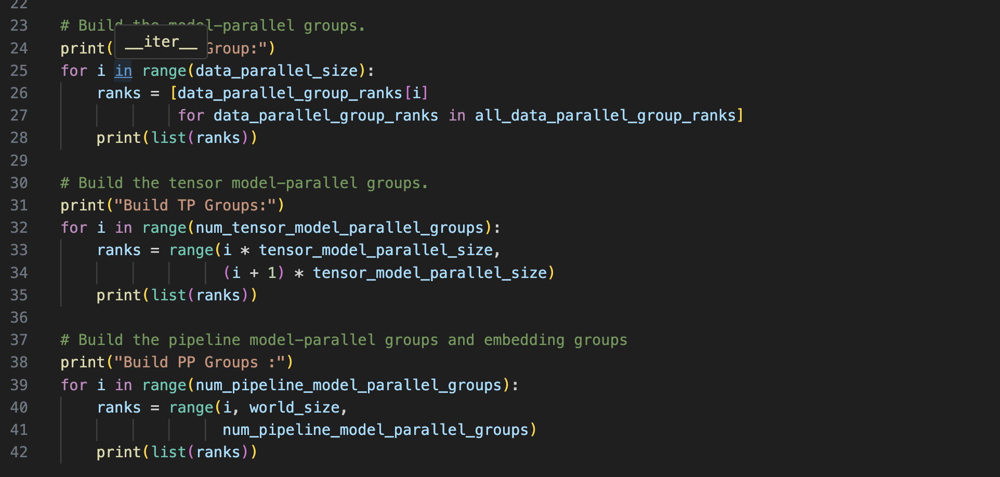 22
23 # Build the model-parallel groups.
__iter__
24 print( Group:")
25 for i in range(data_parallel_size):
26 ranks = [data_parallel_group_ranks[i]
27 for data_parallel_group_ranks in all_data_parallel_group_ranks]
28 print(list(ranks))
29
30 # Build the tensor model-parallel groups.
31 print("Build TP Groups:")
32 for i in range(num_tensor_model_parallel_groups):
33 ranks = range(i * tensor_model_parallel_size,
34 (i + 1) * tensor_model_parallel_size)
35 print(list(ranks))
36
37 # Build the pipeline model-parallel groups and embedding groups
38 print("Build PP Groups :")
39 for i in range(num_pipeline_model_parallel_groups):
40 ranks = range(i, world_size,
41 num_pipeline_model_parallel_groups)
42 print(list(ranks))